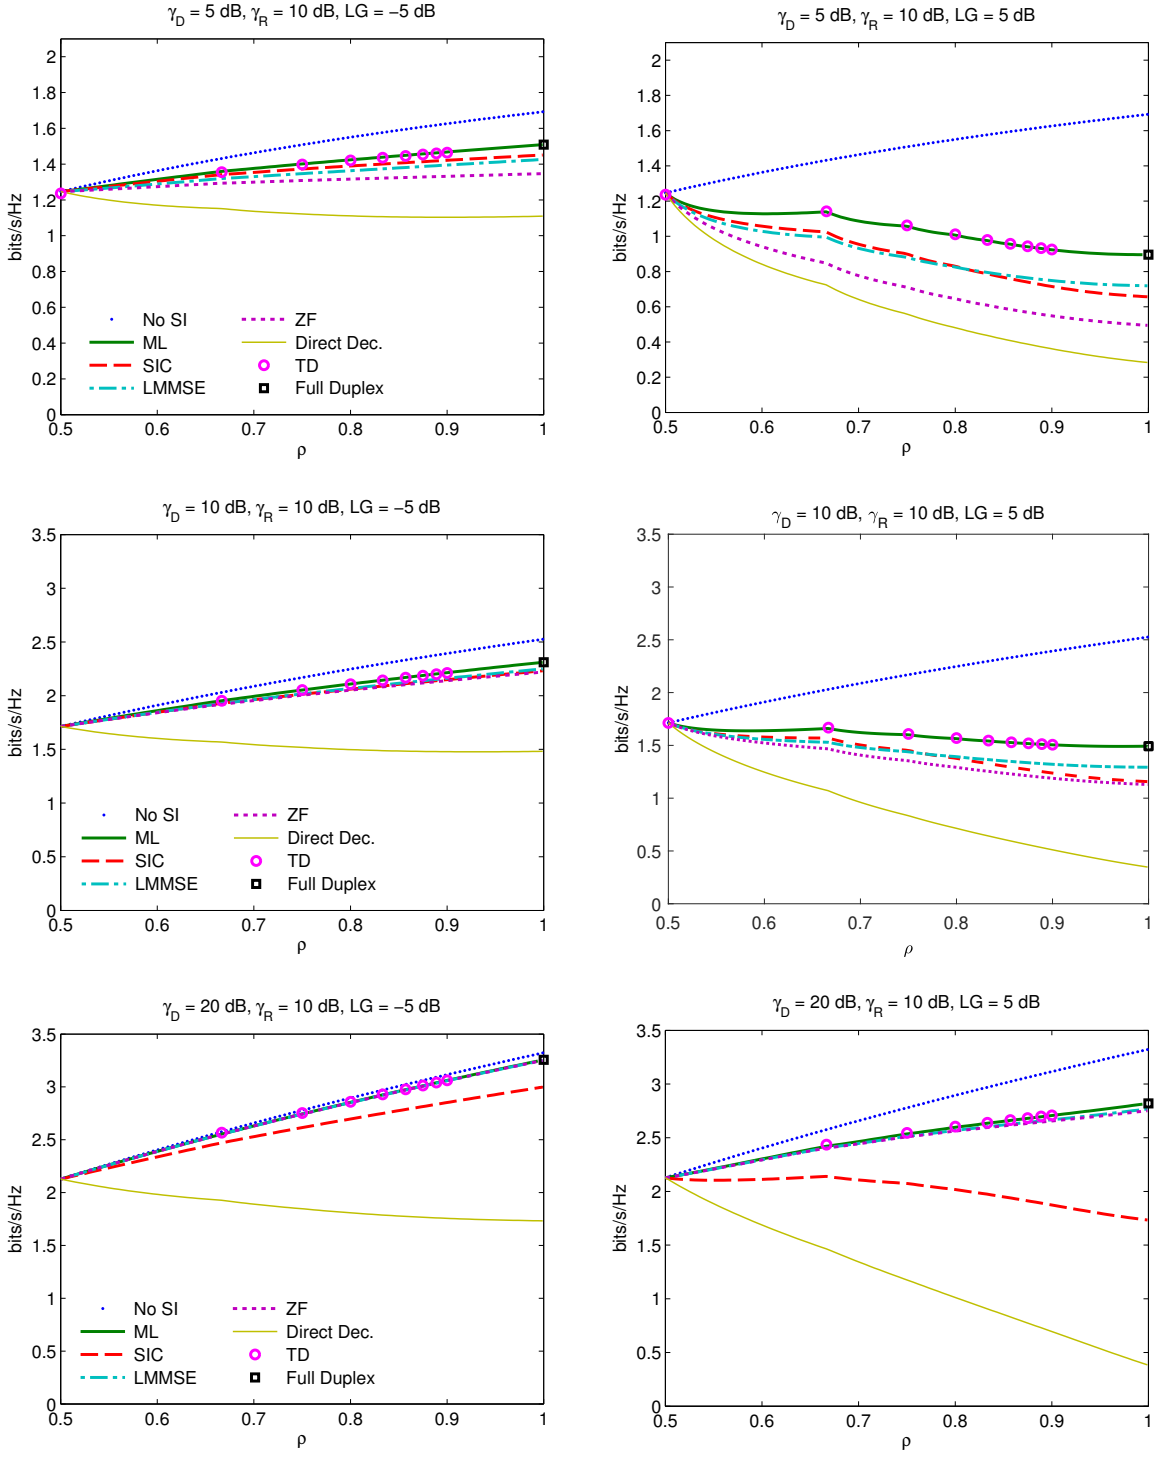 γD = 5 dB, γR = 10 dB, LG = −5 dB
2
1.8
1.6
1.4
1.2
1
0.8
0.6
0.4
0.2
0
bits/s/Hz
No SI
ML
SIC
LMMSE
ZF
Direct Dec.
TD
Full Duplex
0.5 0.6 0.7 0.8 0.9 1
ρ
γD = 5 dB, γR = 10 dB, LG = 5 dB
2
1.8
1.6
1.4
1.2
1
0.8
0.6
0.4
0.2
0
bits/s/Hz
0.5 0.6 0.7 0.8 0.9 1
ρ
γD = 10 dB, γR = 10 dB, LG = −5 dB
3.5
3
2.5
2
1.5
1
0.5
0
bits/s/Hz
No SI
ML
SIC
LMMSE
ZF
Direct Dec.
TD
Full Duplex
0.5 0.6 0.7 0.8 0.9 1
ρ
γD = 10 dB, γR = 10 dB, LG = 5 dB
3.5
3
2.5
2
1.5
1
0.5
0
bits/s/Hz
0.5 0.6 0.7 0.8 0.9 1
ρ
γD = 20 dB, γR = 10 dB, LG = −5 dB
3.5
3
2.5
2
1.5
1
0.5
0
bits/s/Hz
No SI
ML
SIC
LMMSE
ZF
Direct Dec.
TD
Full Duplex
0.5 0.6 0.7 0.8 0.9 1
ρ
γD = 20 dB, γR = 10 dB, LG = 5 dB
3.5
3
2.5
2
1.5
1
0.5
0
bits/s/Hz
0.5 0.6 0.7 0.8 0.9 1
ρ